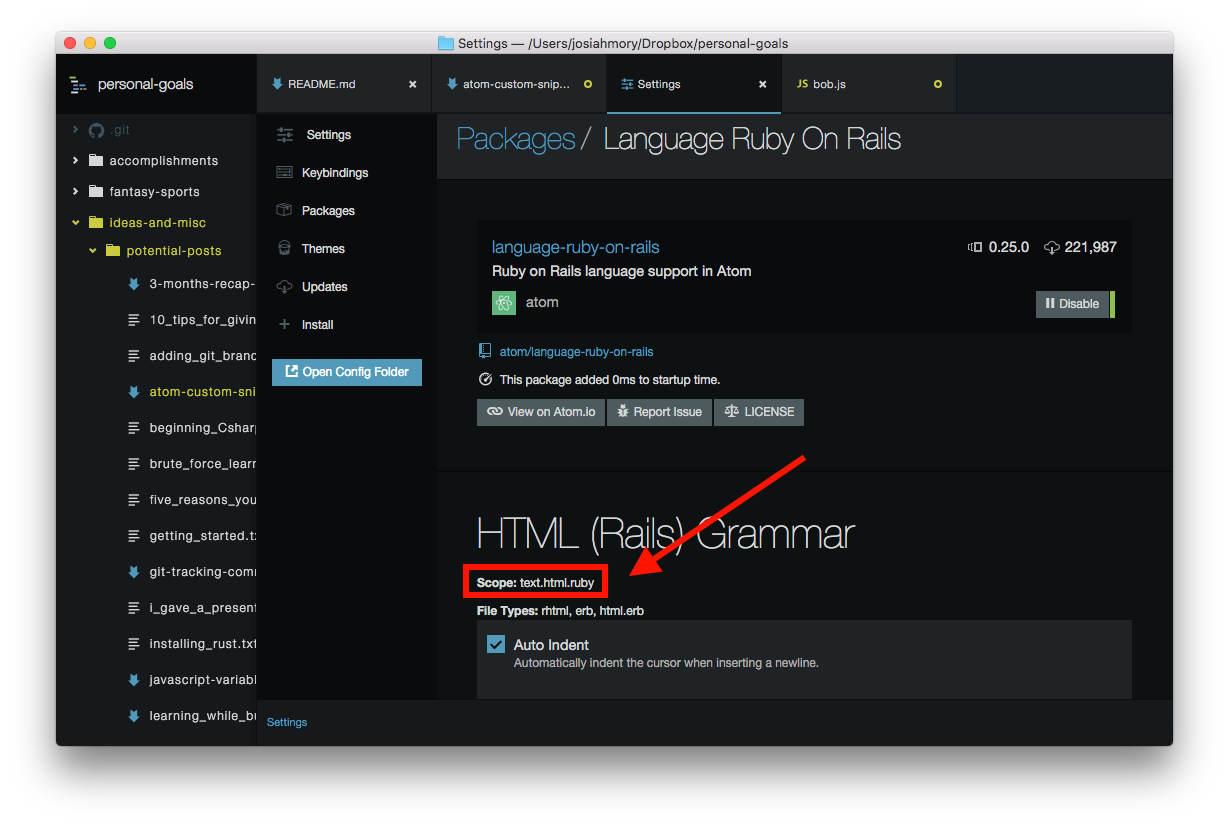 Settings — /Users/josiahmory/Dropbox/personal-goals
personal-goals
README.md
atom-custom-snip...
Settings
JS bob.js
.git
accomplishments
fantasy-sports
ideas-and-misc
potential-posts
3-months-recap-
10_tips_for_givin
adding_git_branc
atom-custom-sni
beginning_Csharp
brute_force_learn
five_reasons_you
getting_started.tx
git-tracking-com
i_gave_a_present
installing_rust.txt
javascript-variabl
learning_while_bu
Settings
Keybindings
Packages
Themes
Updates
Install
Open Config Folder
Packages / Language Ruby On Rails
language-ruby-on-rails
0.25.0
221,987
Ruby on Rails language support in Atom
atom
Disable
atom/language-ruby-on-rails
This package added 0ms to startup time.
View on Atom.io
Report Issue
LICENSE
HTML (Rails) Grammar
Scope: text.html.ruby
File Types: rhtml, erb, html.erb
Auto Indent
Automatically indent the cursor when inserting a newline.
Settings